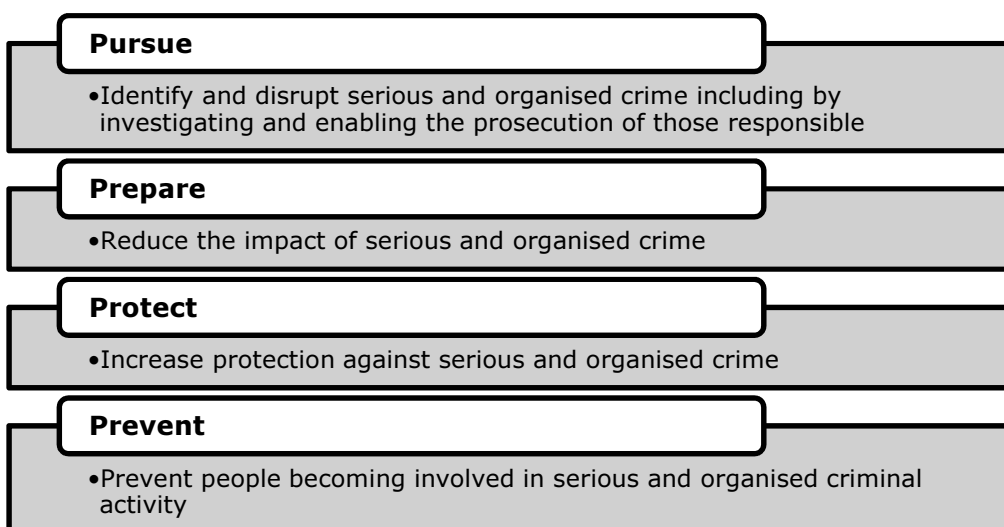 Pursue
•Identify and disrupt serious and organised crime including by
investigating and enabling the prosecution of those responsible
Prepare
•Reduce the impact of serious and organised crime
Protect
•Increase protection against serious and organised crime
Prevent
•Prevent people becoming involved in serious and organised criminal
activity